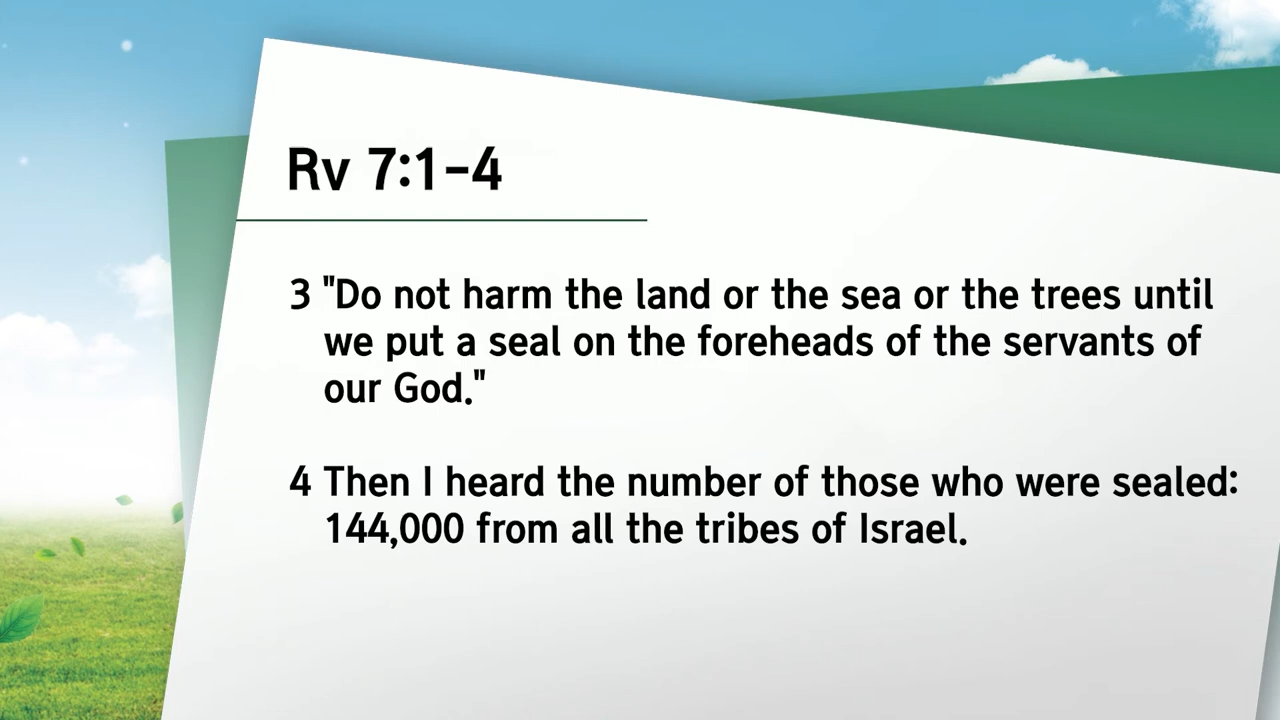 Rv 7:1-4
3 "Do not harm the land or the sea or the trees until
we put a seal on the foreheads of the servants of
our God."
4 Then I heard the number of those who were sealed:
144,000 from all the tribes of Israel.